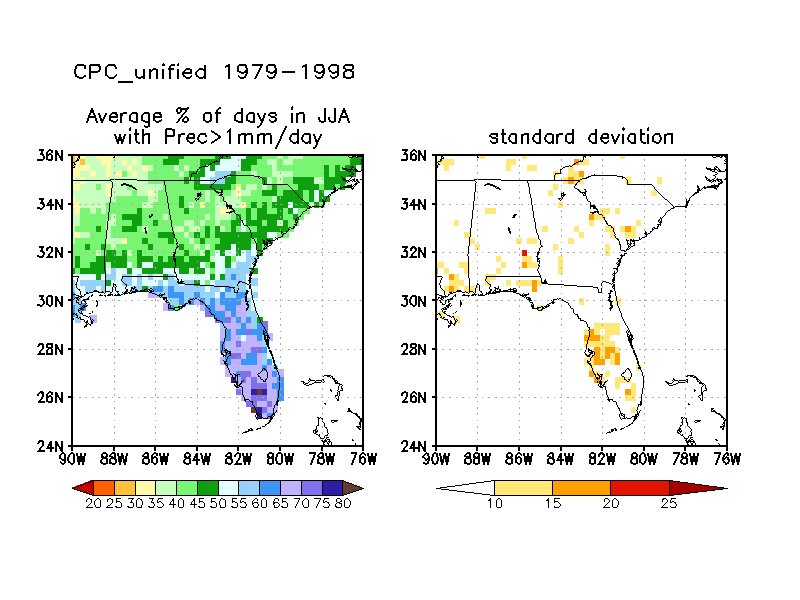 CPC_unified 1979-1998
Average % of days in JJA
with Prec>1mm/day
standard deviation
36N
34N
32N
30N
28N
26N
24N
90W 88W 86W 84W 82W 80W 78W 76W
36N
34N
32N
30N
28N
26N
24N
90W 88W 86W 84W 82W 80W 78W 76W
20 25 30 35 40 45 50 55 60 65 70 75 80
10 15 20 25